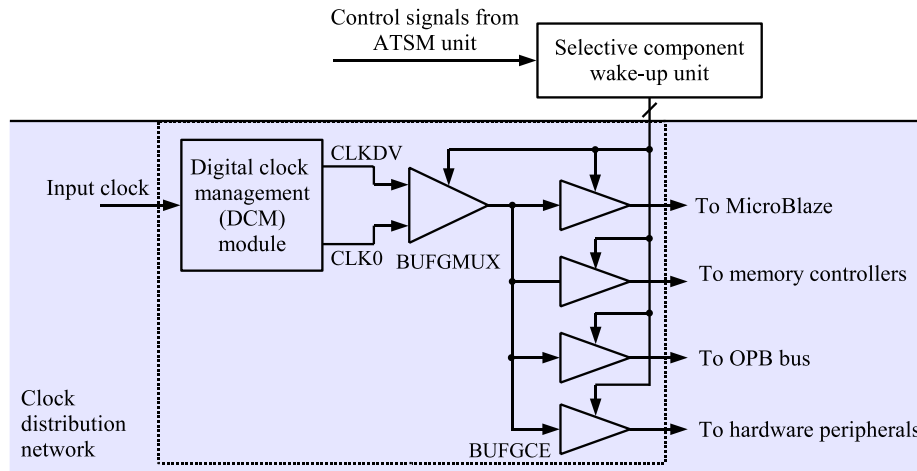 Control signals from
ATSM unit
Selective component
wake-up unit
Input clock
Digital clock
management
(DCM)
module
CLKDV
CLK0
BUFGMUX
To MicroBlaze
To memory controllers
To OPB bus
To hardware peripherals
BUFGCE
Clock
distribution
network